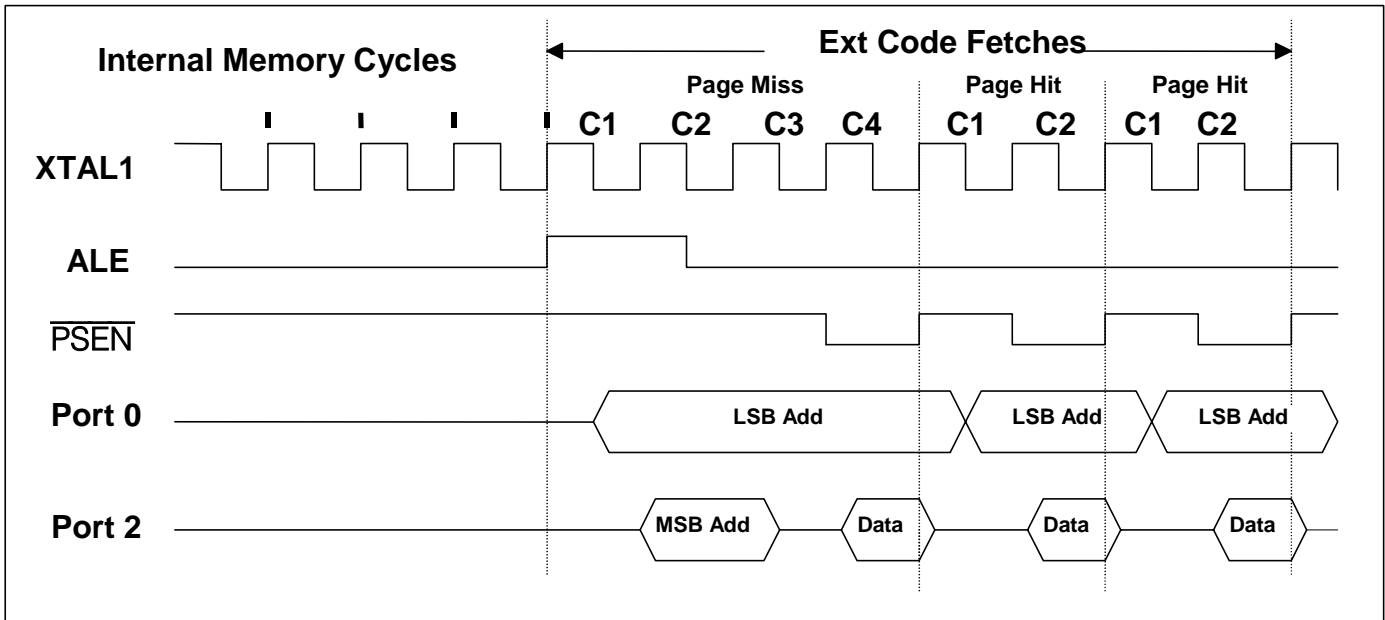 Internal Memory Cycles
Ext Code Fetches
Page Miss
Page Hit
Page Hit
C1 C2 C3 C4 C1 C2 C1 C2
XTAL1
ALE
PSEN
Port 0
LSB Add
LSB Add
LSB Add
Port 2
MSB Add
Data
Data
Data